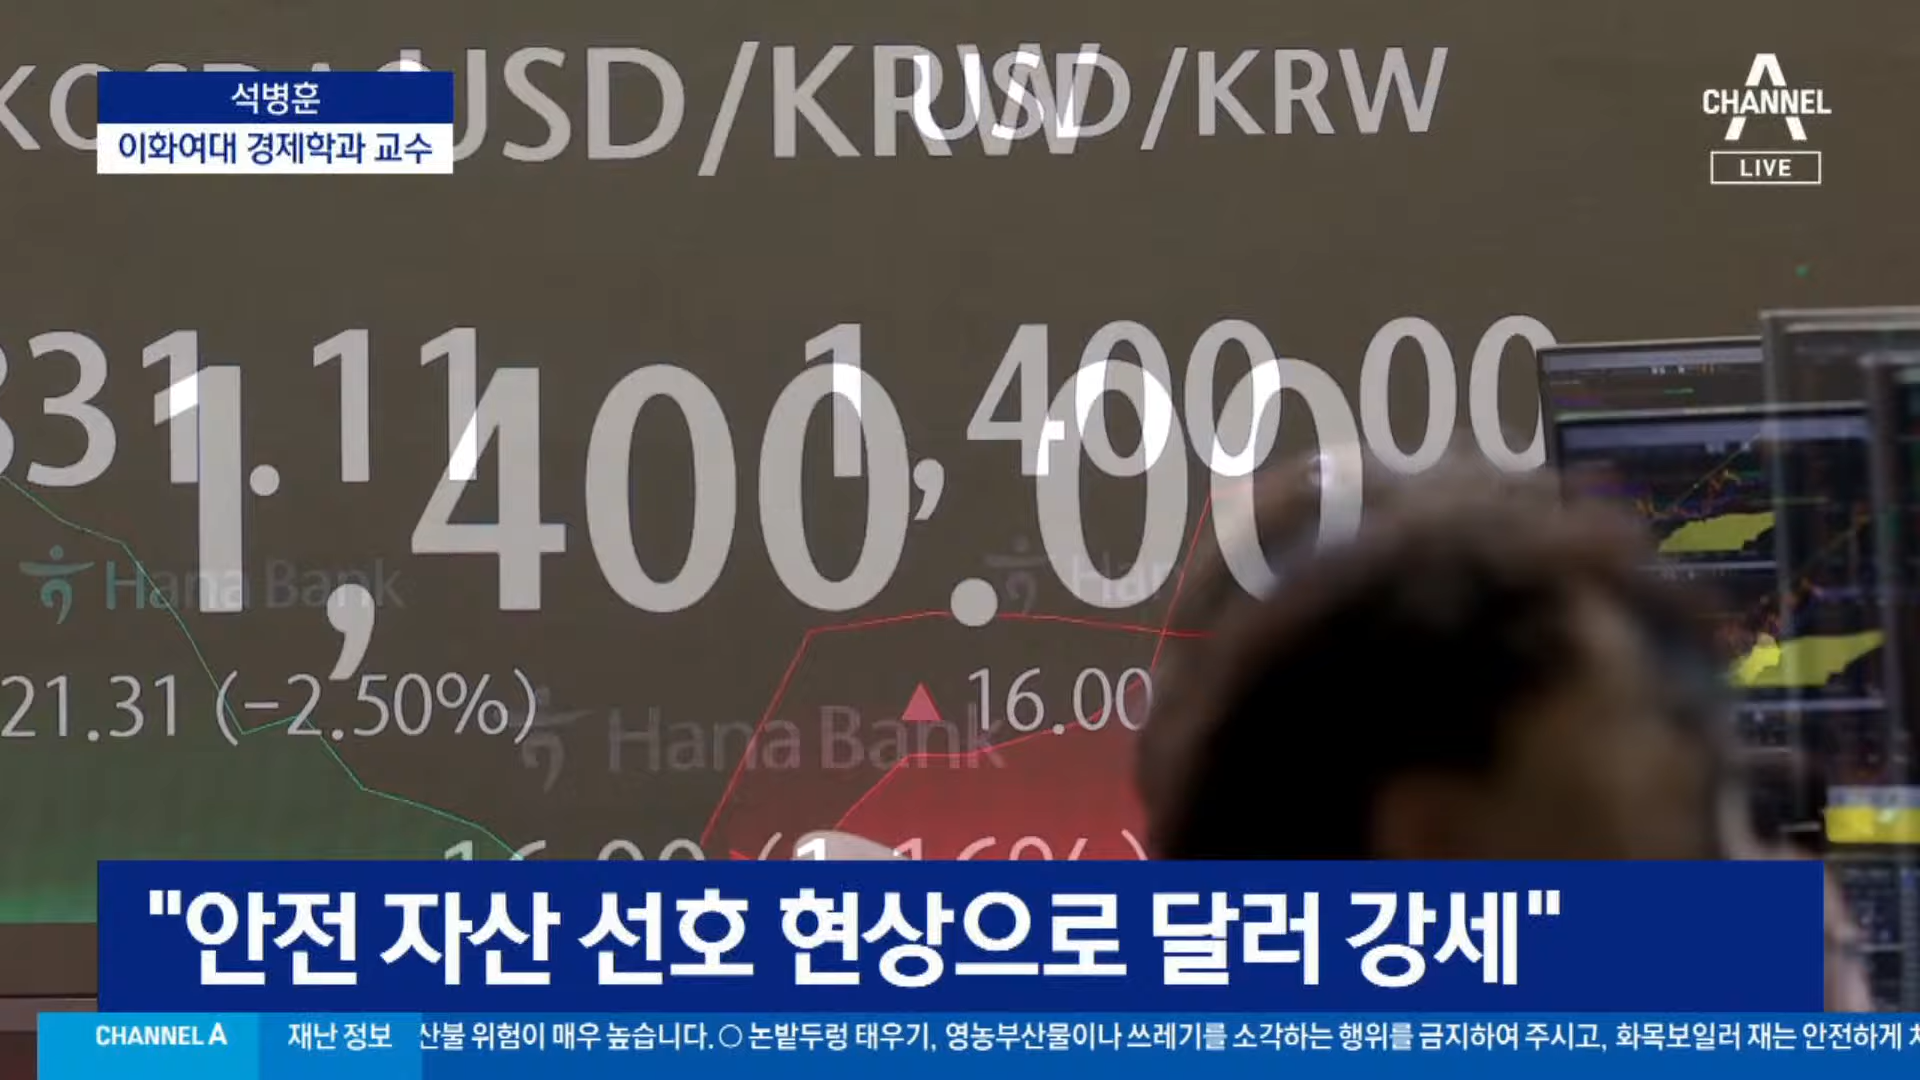 USD/KRW
USD/KRW
석병훈
이화여대 경제학과 교수
CHANNEL A
LIVE
331.11
1,400.00
1,400.00
Hana Bank
21.31 (-2.50%)
▲ 16.00
Hana Bank
"안전 자산 선호 현상으로 달러 강세"
CHANNEL A
재난 정보
산불 위험이 매우 높습니다. ○ 논밭두렁 태우기, 영농부산물이나 쓰레기를 소각하는 행위를 금지하여 주시고, 화목보일러 재는 안전하게